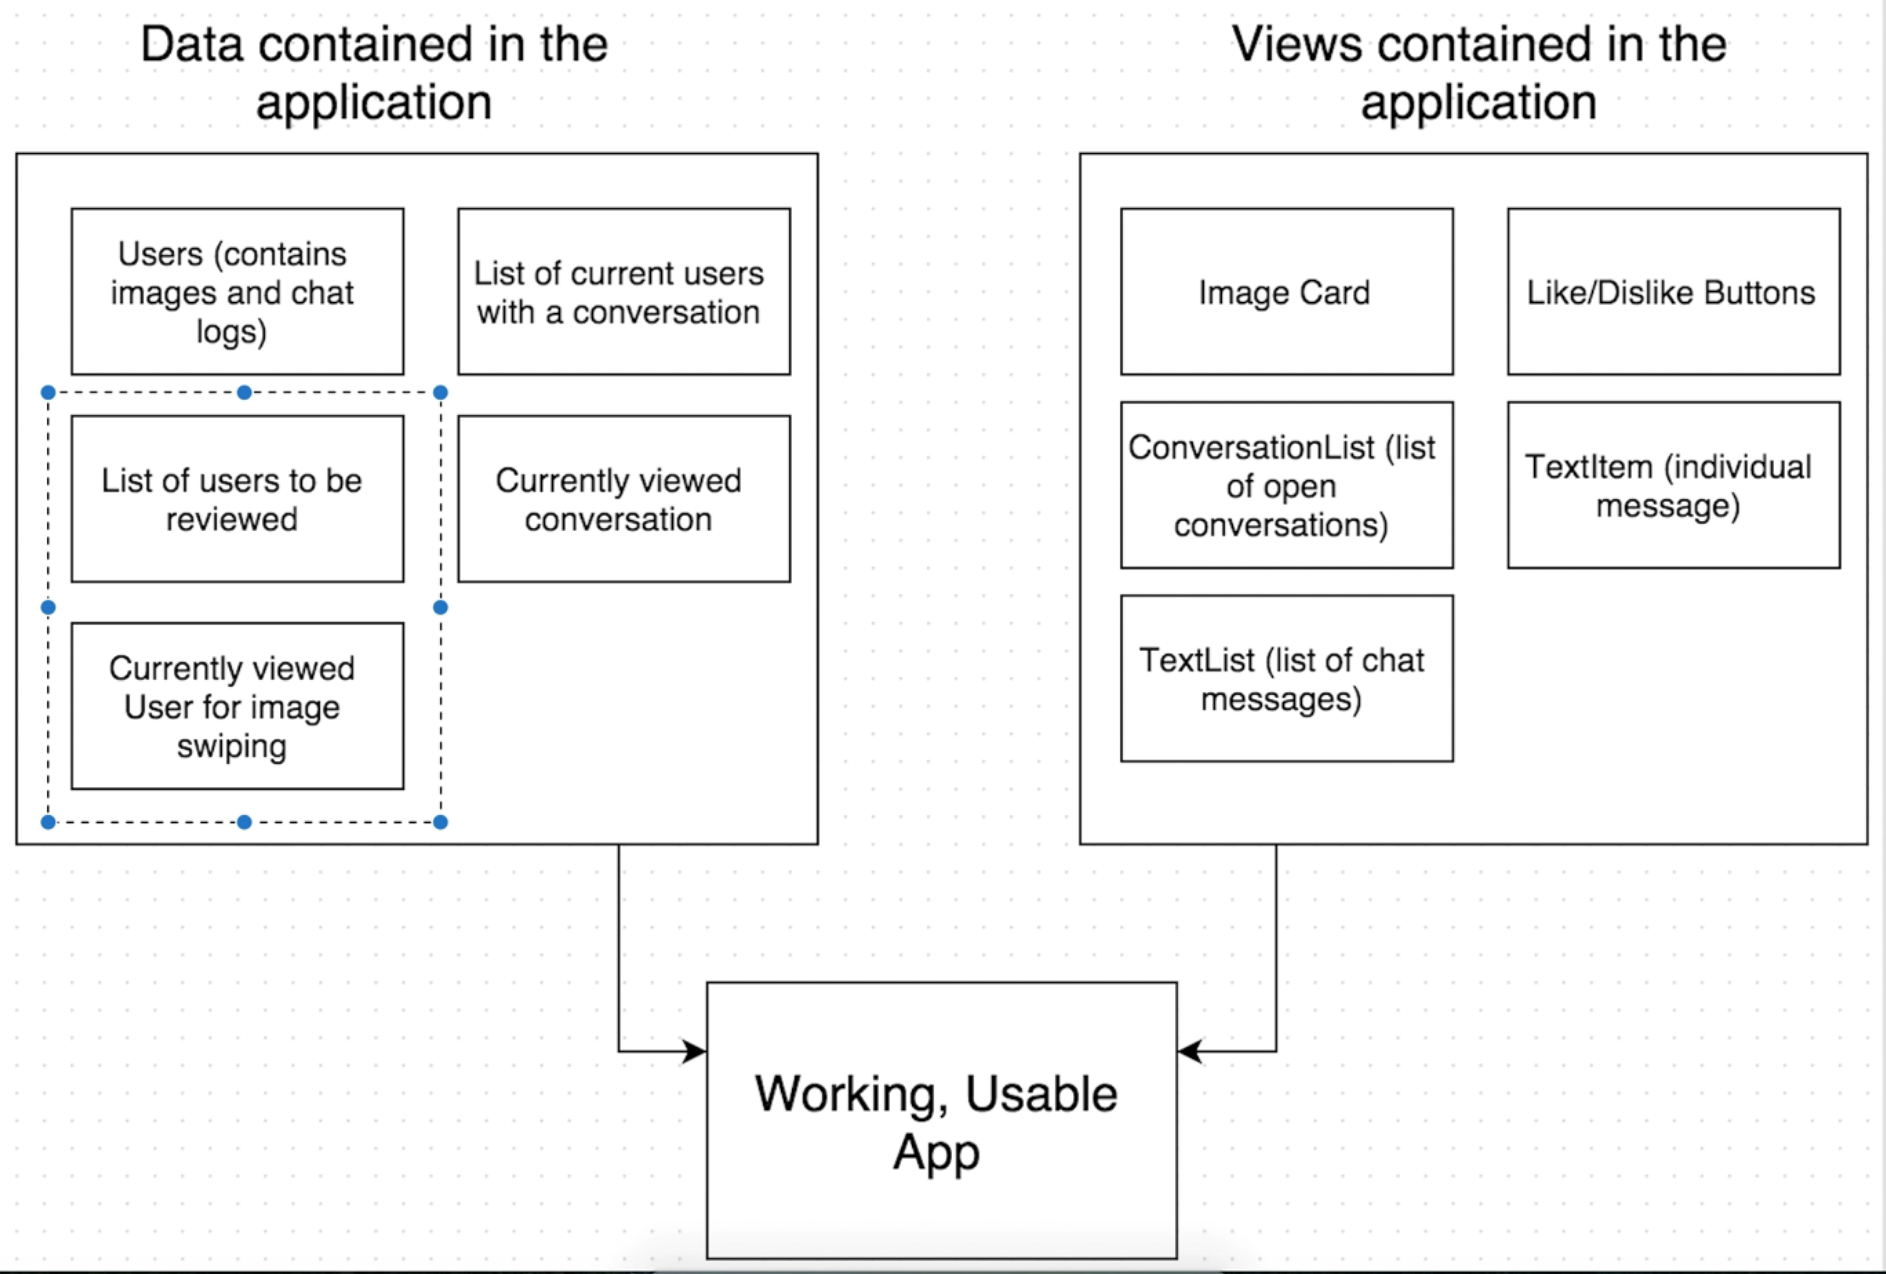 Data contained in the
application
Users (contains
images and chat
logs)
List of current users
with a conversation
List of users to be
reviewed
Currently viewed
conversation
Currently viewed
User for image
swiping
Views contained in the
application
Image Card
Like/Dislike Buttons
ConversationList (list
of open
conversations)
TextItem (individual
message)
TextList (list of chat
messages)
Working, Usable
App